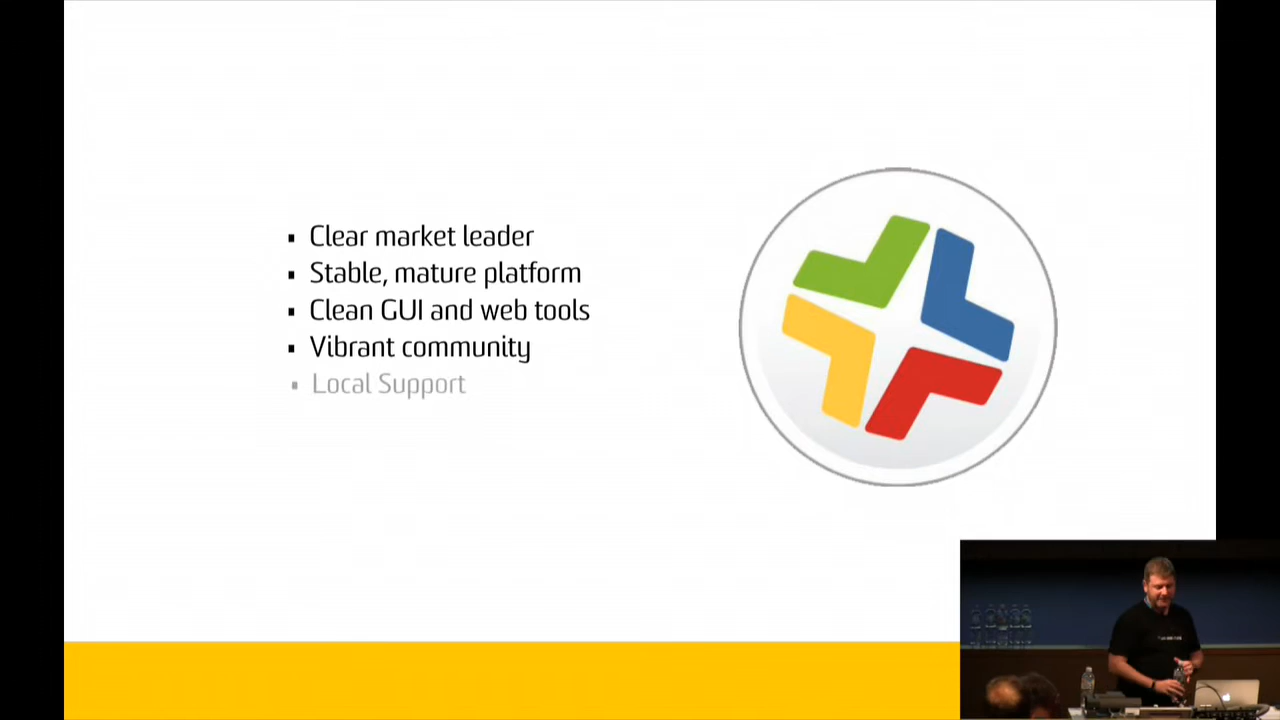 Clear market leader
Stable, mature platform
Clean GUI and web tools
Vibrant community
Local Support